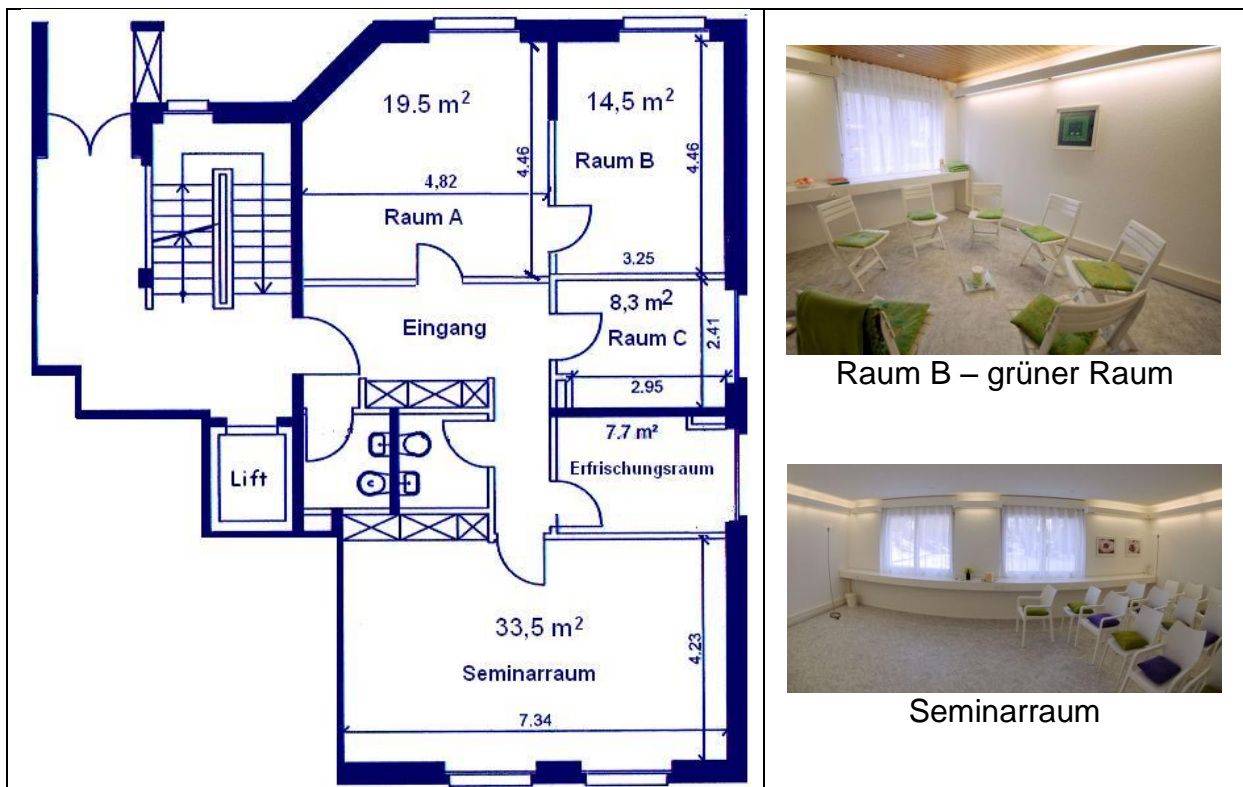 19.5 m²
14,5 m²
Raum B
4.46
4.46
4,82
Raum A
3.25
8,3 m²
Eingang
Raum C
2.41
2.95
7.7 m²
Erfrischungsraum
Lift
33,5 m²
4.23
Seminarraum
7.34
Raum B – grüner Raum
Seminarraum